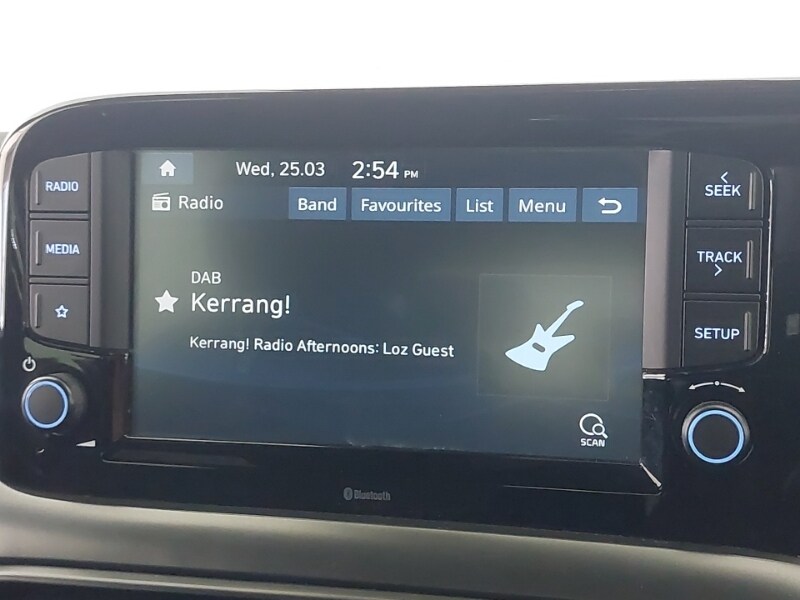 Wed, 25.03 2:54 PM
Radio Band Favourites List Menu
DAB
Kerrang!
Kerrang! Radio Afternoons: Loz Guest
SCAN
RADIO
MEDIA
SEEK
TRACK
SETUP
Bluetooth